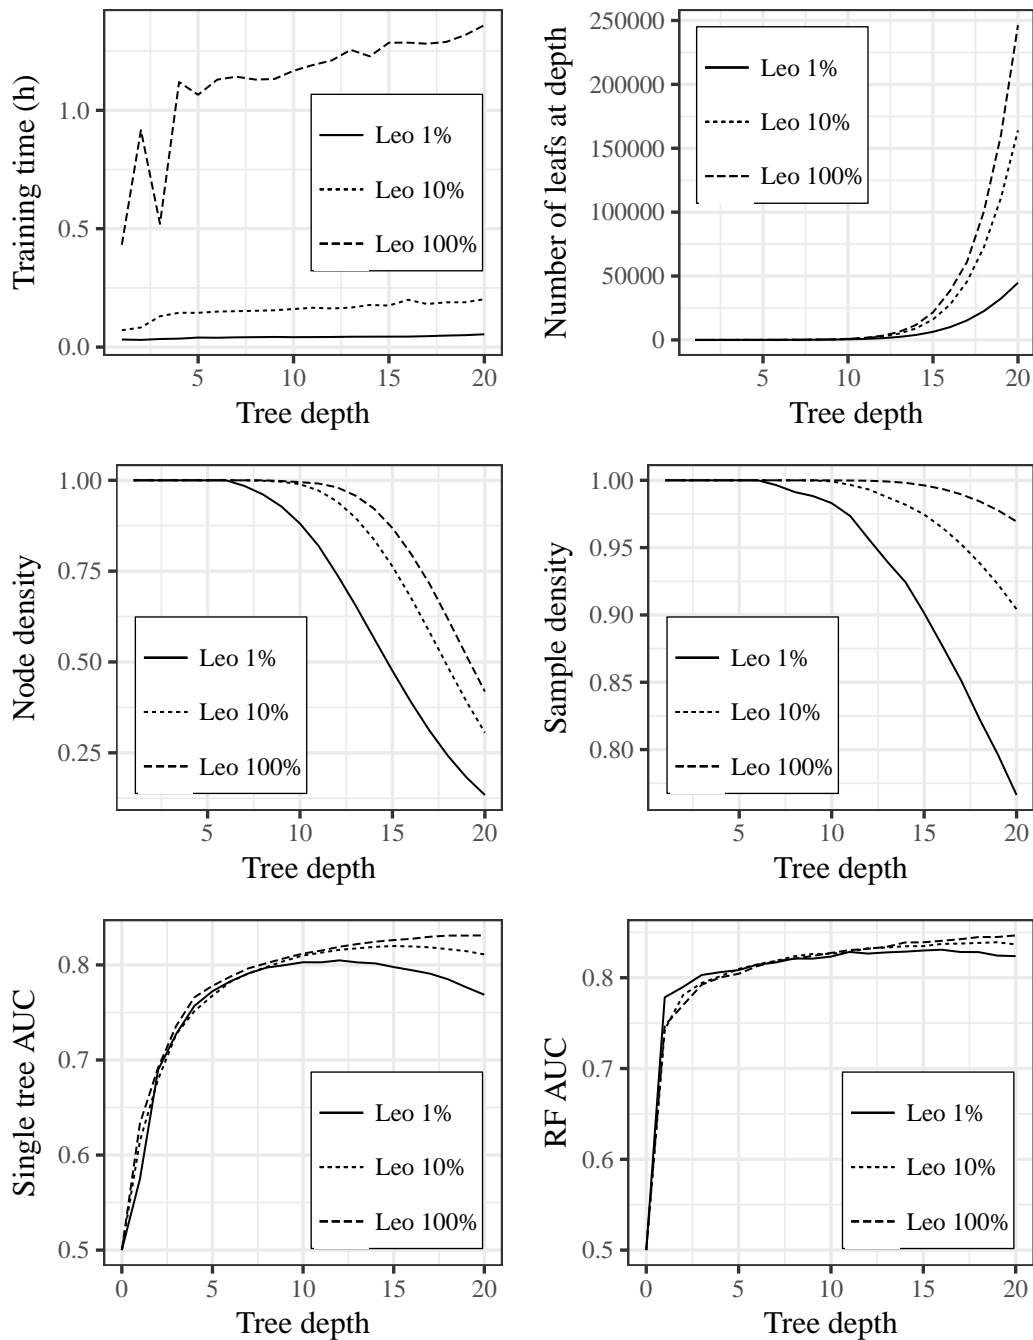 Training time (h)
1.0
0.5
0.0
5
10
15
20
Tree depth
Leo 1%
Leo 10%
Leo 100%
Number of leafs at depth
250000
200000
150000
100000
50000
0
5
10
15
20
Tree depth
Leo 1%
Leo 10%
Leo 100%
Node density
1.00
0.75
0.50
0.25
5
10
15
20
Tree depth
Leo 1%
Leo 10%
Leo 100%
Sample density
1.00
0.95
0.90
0.85
0.80
5
10
15
20
Tree depth
Leo 1%
Leo 10%
Leo 100%
Single tree AUC
0.8
0.7
0.6
0.5
0
5
10
15
20
Tree depth
Leo 1%
Leo 10%
Leo 100%
RF AUC
0.8
0.7
0.6
0.5
0
5
10
15
20
Tree depth
Leo 1%
Leo 10%
Leo 100%